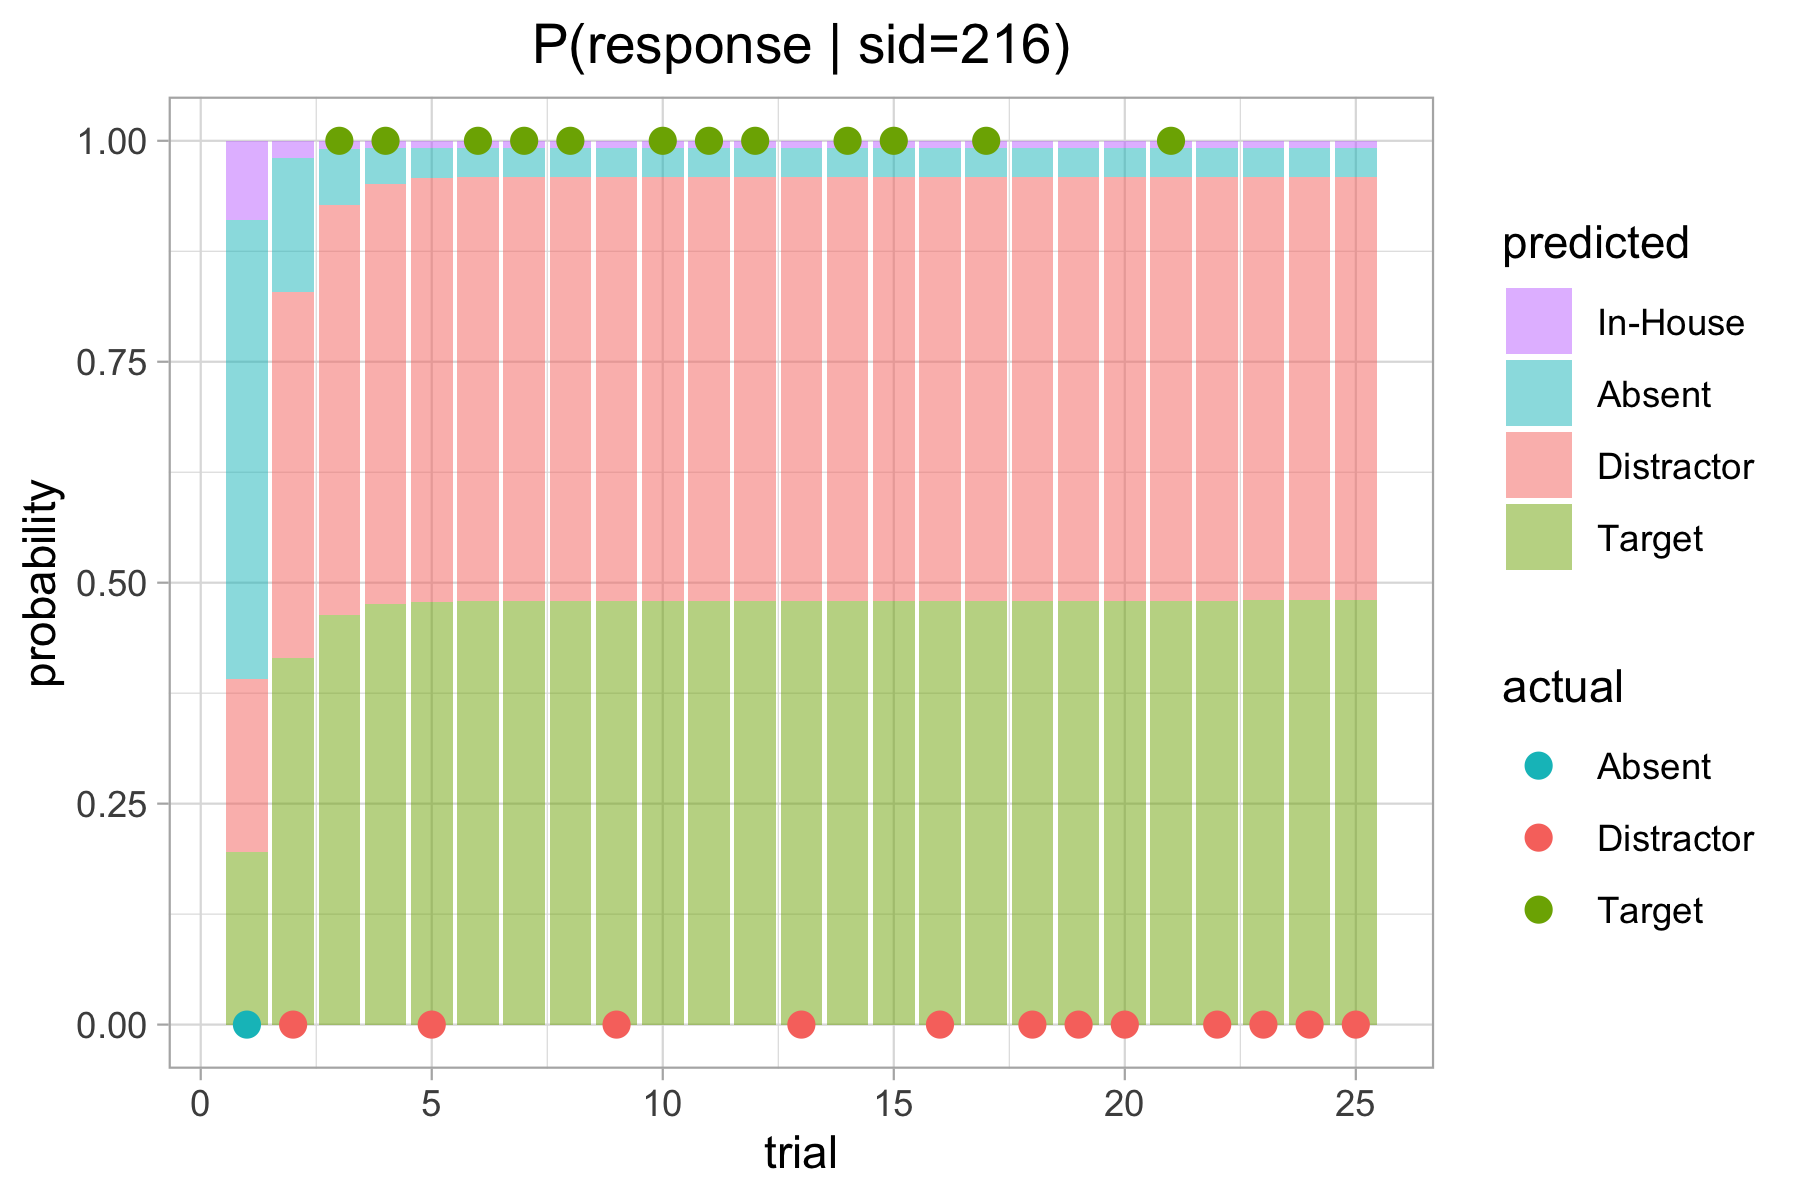 P(response | sid=216)
1.00
0.75
0.50
0.25
0.00
probability
0 5 10 15 20 25
trial
predicted
In-House
Absent
Distractor
Target
actual
Absent
Distractor
Target